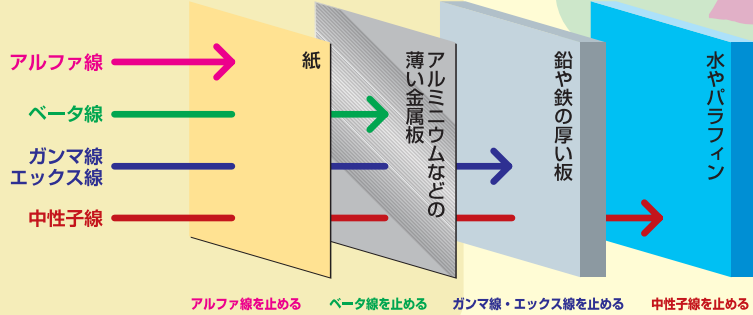 アルファ線
ベータ線
ガンマ線
エックス線
中性子線
紙
アルミニウムなどの
薄い金属板
鉛や鉄の厚い板
水やパラフィン
アルファ線を止める
ベータ線を止める
ガンマ線・エックス線を止める
中性子線を止める